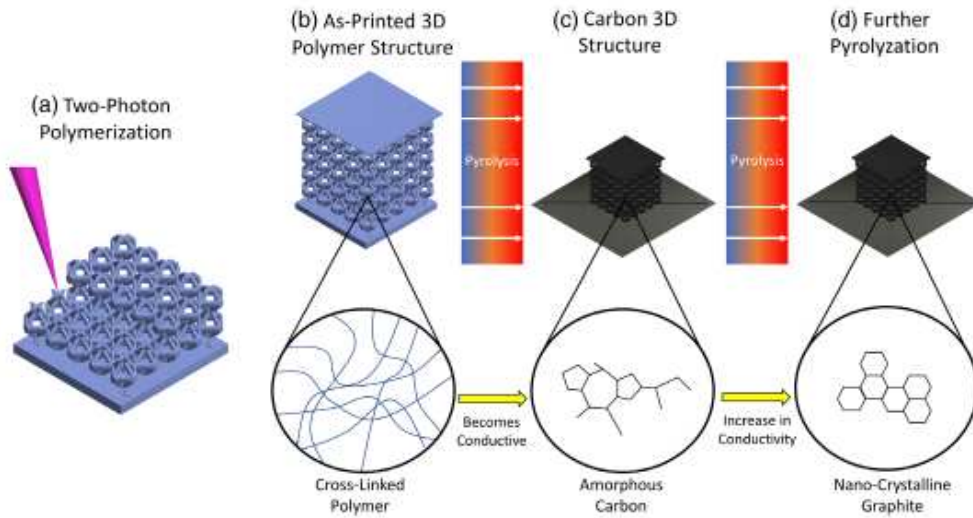 (a) Two-Photon
Polymerization
(b) As-Printed 3D
Polymer Structure
(c) Carbon 3D
Structure
(d) Further
Pyrolyzation
Pyrolysis
Pyrolysis
Becomes
Conductive
Increase in
Conductivity
Cross-Linked
Polymer
Amorphous
Carbon
Nano-Crystalline
Graphite